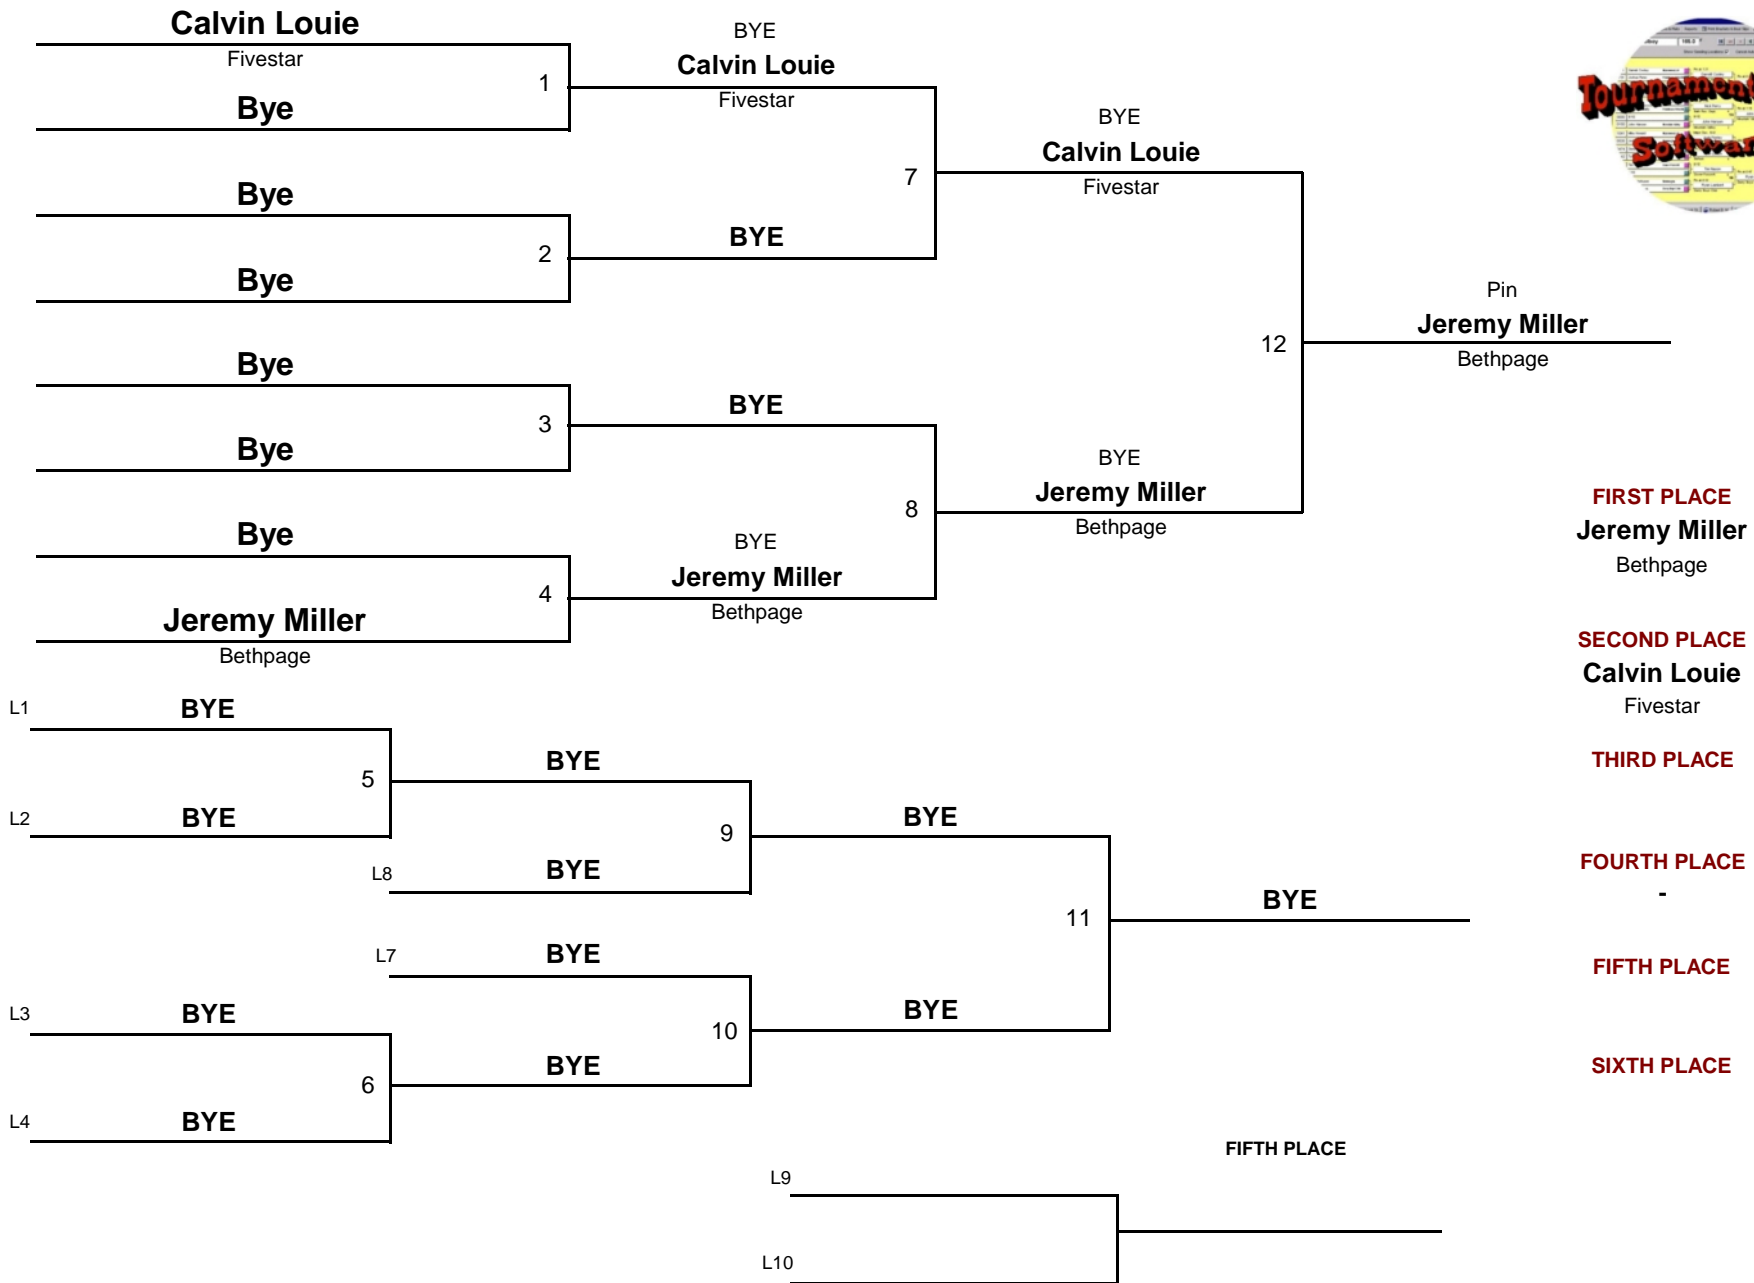 Calvin Louie
Fivestar
1
Bye
BYE
Calvin Louie
Fivestar
Bye
2
Bye
BYE
7
BYE
Calvin Louie
Fivestar
Bye
3
Bye
BYE
Bye
4
Jeremy Miller
Bethpage
BYE
Jeremy Miller
Bethpage
8
BYE
Jeremy Miller
Bethpage
12
Pin
Jeremy Miller
Bethpage
Tournament
Software
FIRST PLACE
Jeremy Miller
Bethpage
SECOND PLACE
Calvin Louie
Fivestar
THIRD PLACE
FOURTH PLACE
-
FIFTH PLACE
SIXTH PLACE
L1 BYE
5
L2 BYE
BYE
9
L8 BYE
BYE
L7 BYE
10
L3 BYE
6
L4 BYE
BYE
BYE
11
BYE
FIFTH PLACE
L9
L10